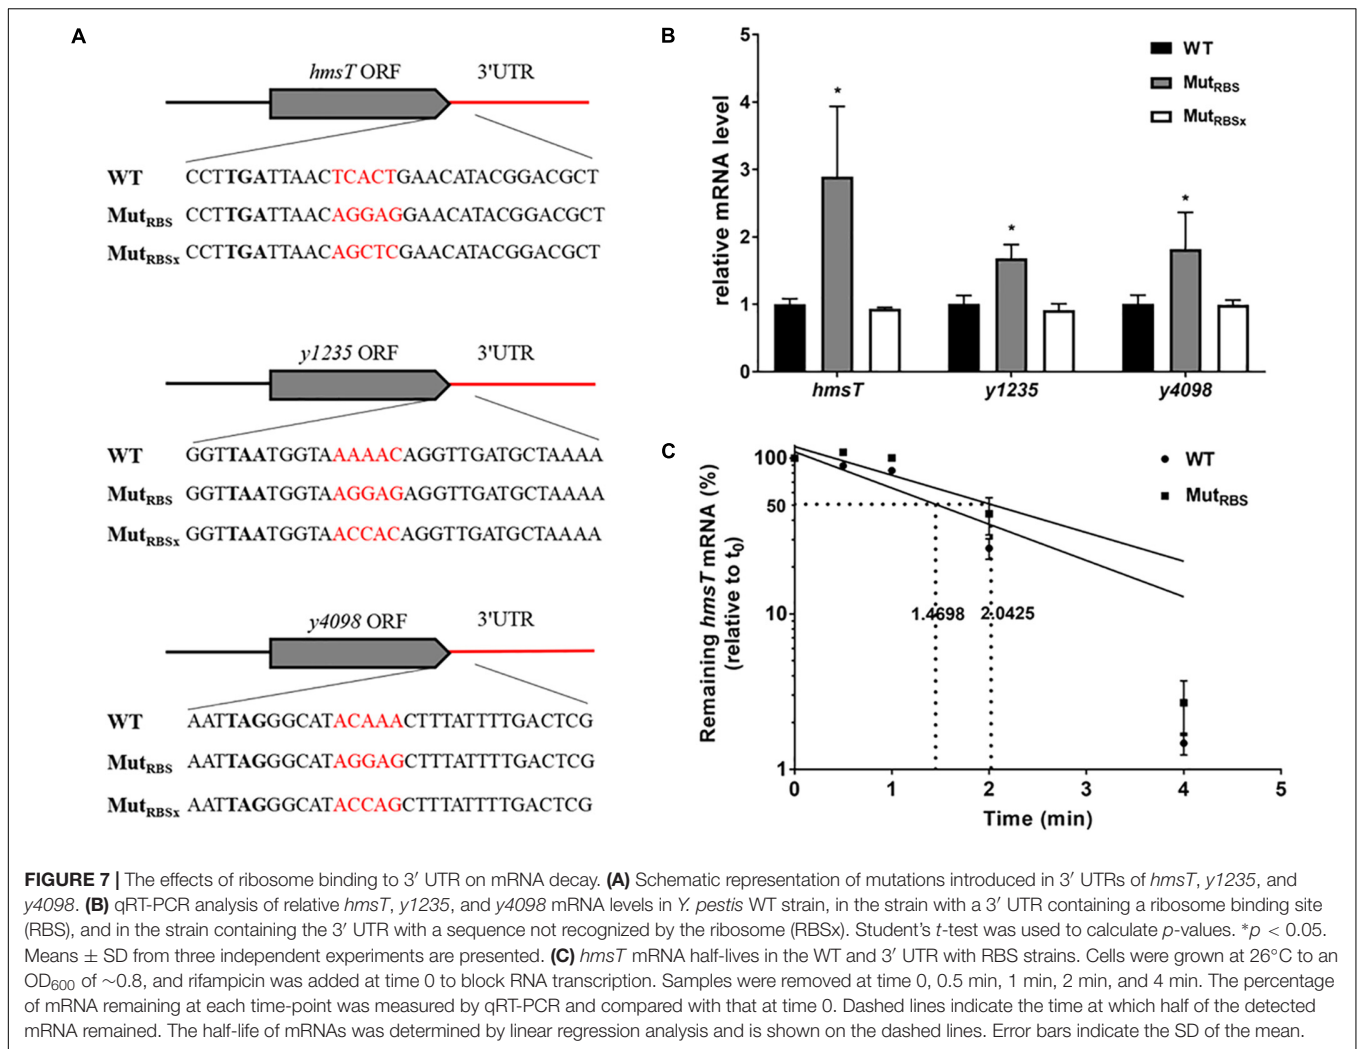 A
hmsT ORF 3'UTR
WT CCTTGATTAACTCACTGAACATACGGACGCT
MutRBS CCTTGATTAACAGGAGGAACATACGGACGCT
MutRBSx CCTTGATTAACAGCTCGAACATACGGACGCT
y1235 ORF 3'UTR
WT GGTTAATGGTAAAAACAGGTTGATGCTAAAA
MutRBS GGTTAATGGTAAGGAGAGGTTGATGCTAAAA
MutRBSx GGTTAATGGTAACCACAGGTTGATGCTAAAA
y4098 ORF 3'UTR
WT AATTAGGGCATACAAACTTTATTTTGACTCG
MutRBS AATTAGGGCATAGGAGCTTTATTTTGACTCG
MutRBSx AATTAGGGCATACCAGCTTTATTTTGACTCG
B
relative mRNA level
5
4
3
2
1
0
* * *
hmsT y1235 y4098
WT
MutRBS
MutRBSx
C
Remaining hmsT mRNA (%)
(relative to t0)
100
50
10
1
1.4698 2.0425
0 1 2 3 4 5
Time (min)
WT
MutRBS
FIGURE 7 | The effects of ribosome binding to 3′ UTR on mRNA decay. (A) Schematic representation of mutations introduced in 3′ UTRs of hmsT, y1235, and
y4098. (B) qRT-PCR analysis of relative hmsT, y1235, and y4098 mRNA levels in Y. pestis WT strain, in the strain with a 3′ UTR containing a ribosome binding site
(RBS), and in the strain containing the 3′ UTR with a sequence not recognized by the ribosome (RBSx). Student's t-test was used to calculate p-values. *p < 0.05.
Means ± SD from three independent experiments are presented. (C) hmsT mRNA half-lives in the WT and 3′ UTR with RBS strains. Cells were grown at 26°C to an
OD600 of ~0.8, and rifampicin was added at time 0 to block RNA transcription. Samples were removed at time 0, 0.5 min, 1 min, 2 min, and 4 min. The percentage
of mRNA remaining at each time-point was measured by qRT-PCR and compared with that at time 0. Dashed lines indicate the time at which half of the detected
mRNA remained. The half-life of mRNAs was determined by linear regression analysis and is shown on the dashed lines. Error bars indicate the SD of the mean.